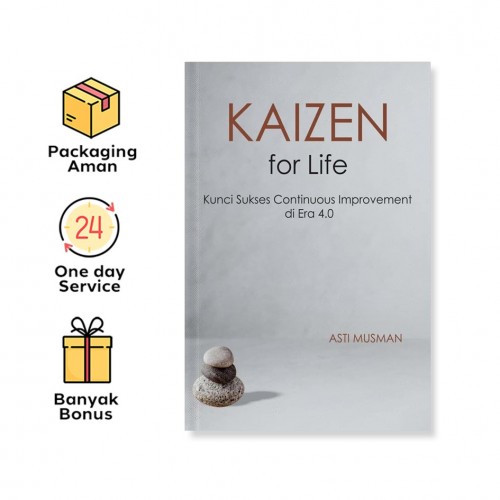 Packaging
Aman
24
One day
Service
Banyak
Bonus
KAIZEN
for Life
Kunci Sukses Continuous Improvement
di Era 4.0
ASTI MUSMAN